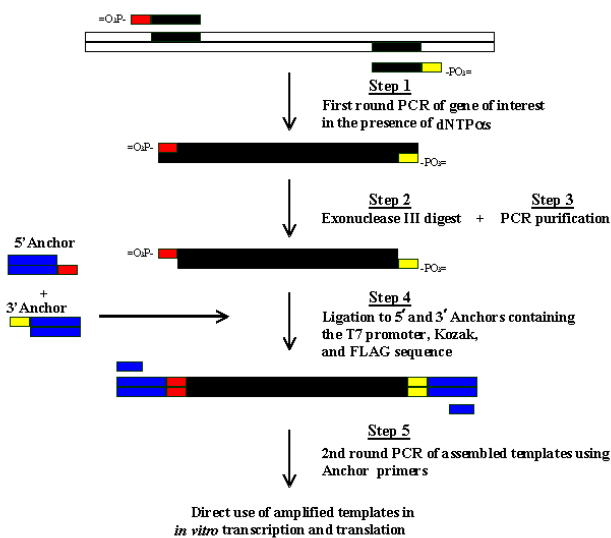 =O₃P-
-PO₃=
Step 1
First round PCR of gene of interest
in the presence of dNTPαs
=O₃P-
-PO₃=
Step 2
Exonuclease III digest + PCR purification
Step 3
5' Anchor
+
3' Anchor
=O₃P-
-PO₃=
Step 4
Ligation to 5' and 3' Anchors containing
the T7 promoter, Kozak,
and FLAG sequence
Step 5
2nd round PCR of assembled templates using
Anchor primers
Direct use of amplified templates in
in vitro transcription and translation